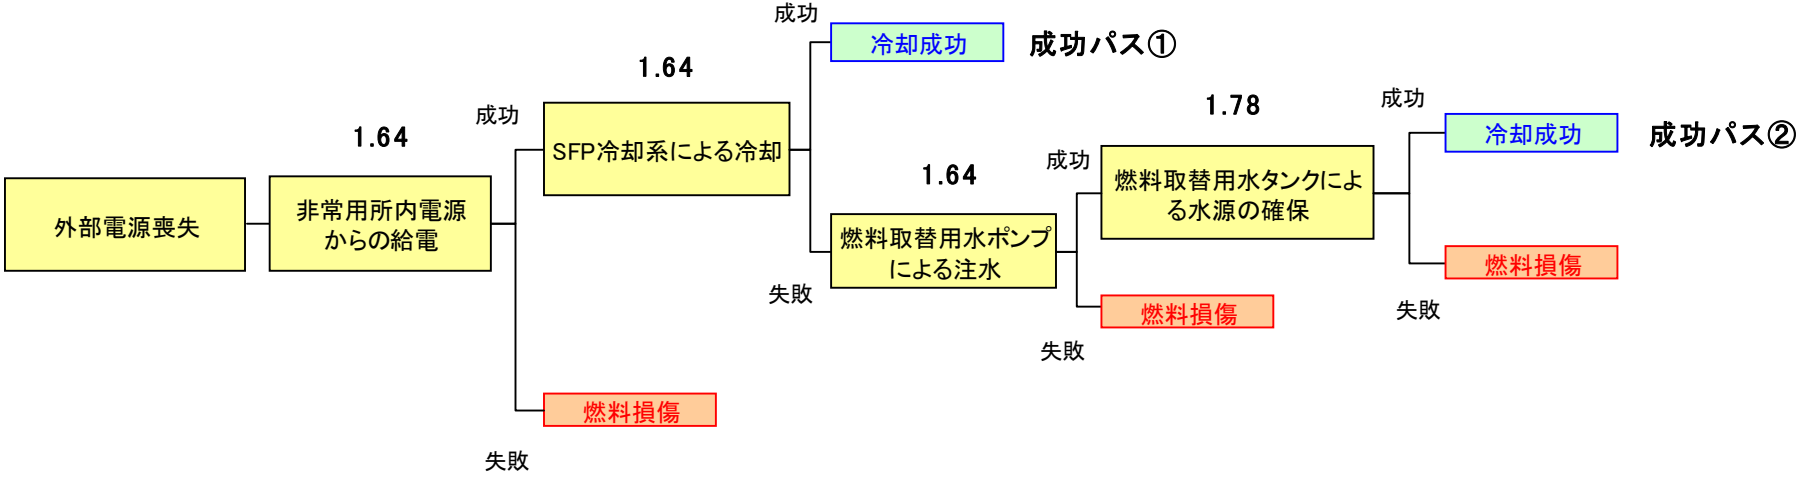 外部電源喪失
1.64
非常用所内電源
からの給電
成功
失敗
1.64
SFP冷却系による冷却
燃料損傷
成功
失敗
冷却成功
成功パス①
1.64
燃料取替用水ポンプ
による注水
成功
失敗
1.78
燃料取替用水タンクによ
る水源の確保
燃料損傷
成功
失敗
冷却成功
成功パス②
燃料損傷